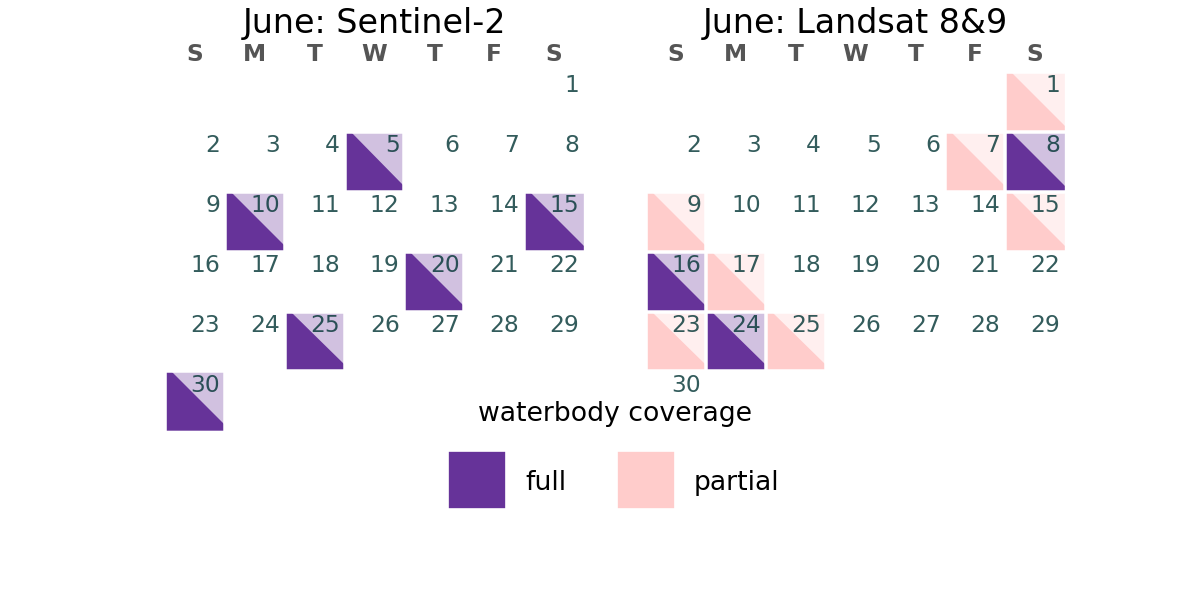 June: Sentinel-2
S M T W T F S
1
2 3 4 5 6 7 8
9 10 11 12 13 14 15
16 17 18 19 20 21 22
23 24 25 26 27 28 29
30
June: Landsat 8&9
S M T W T F S
1
2 3 4 5 6 7 8
9 10 11 12 13 14 15
16 17 18 19 20 21 22
23 24 25 26 27 28 29
30
waterbody coverage
full partial